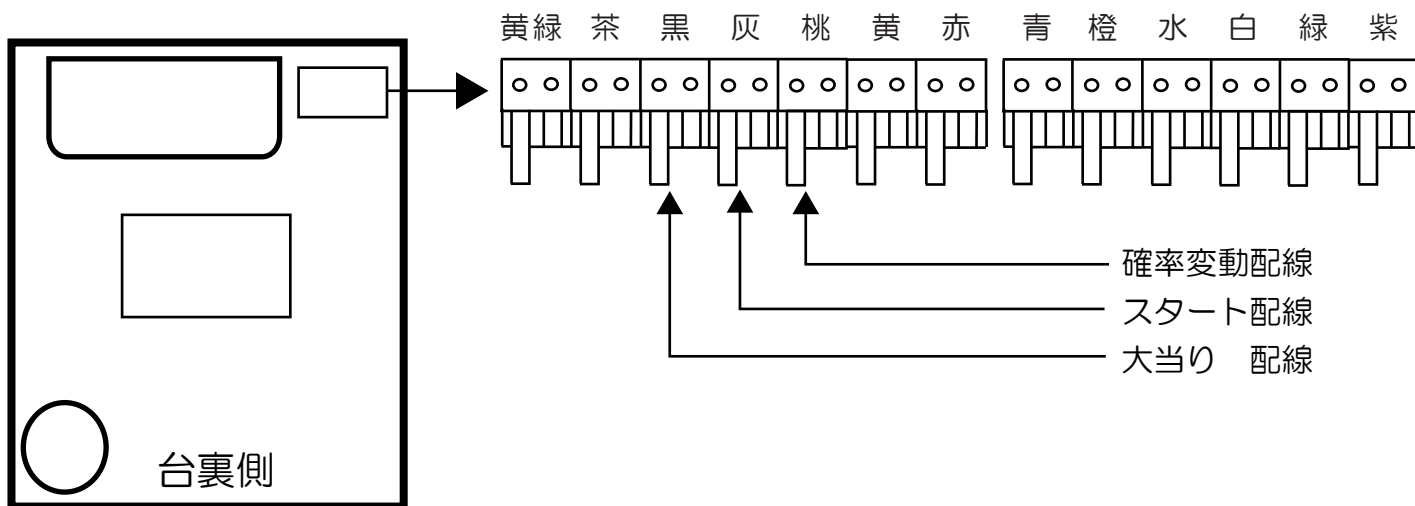 黄緑 茶 黒 灰 桃 黄 赤 青 橙 水 白 緑 紫
確率変動配線
スタート配線
大当り　配線
台裏側